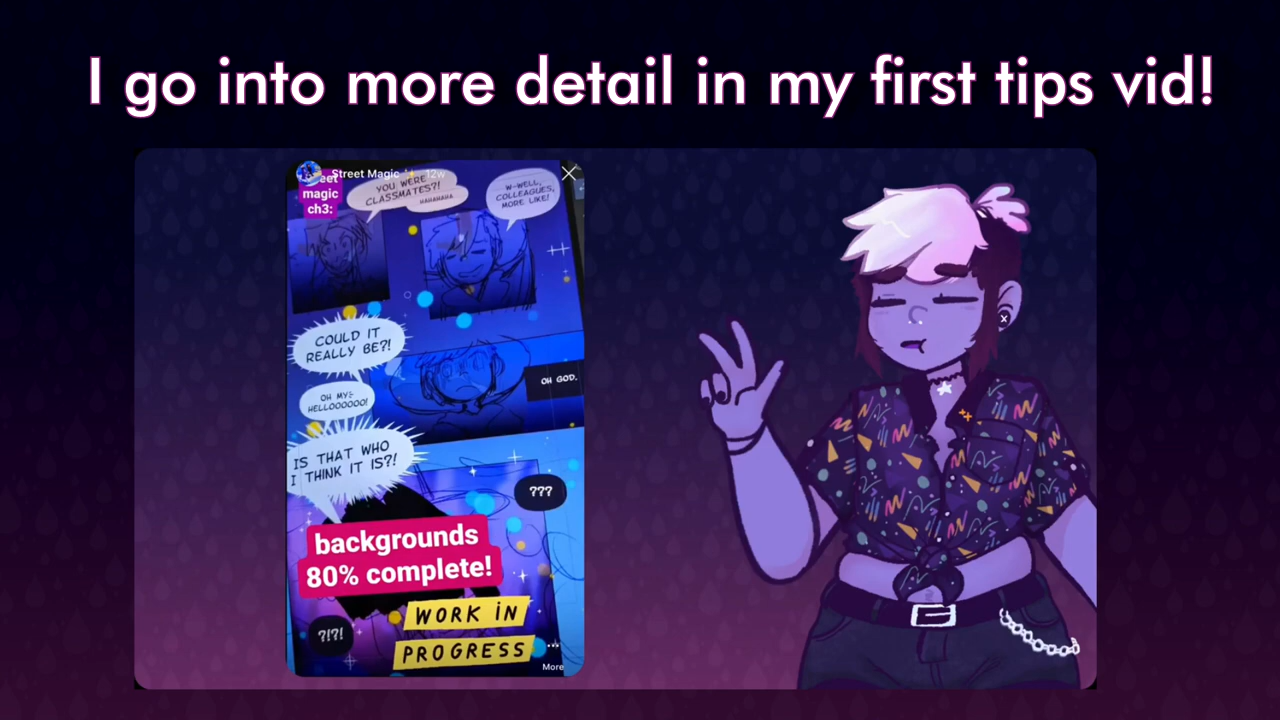 I go into more detail in my first tips vid!
Street Magic ✨ 12w
magic
ch3:
YOU WERE
CLASSMATES?!
HAHAHAHA
W-WELL,
COLLEAGUES,
MORE LIKE!
COULD IT
REALLY BE?!
OH GOD.
OH MY-
HELLOOOOOO!
IS THAT WHO
I THINK IT IS?!
???
backgrounds
80% complete!
WORK IN
PROGRESS
?!?!
More